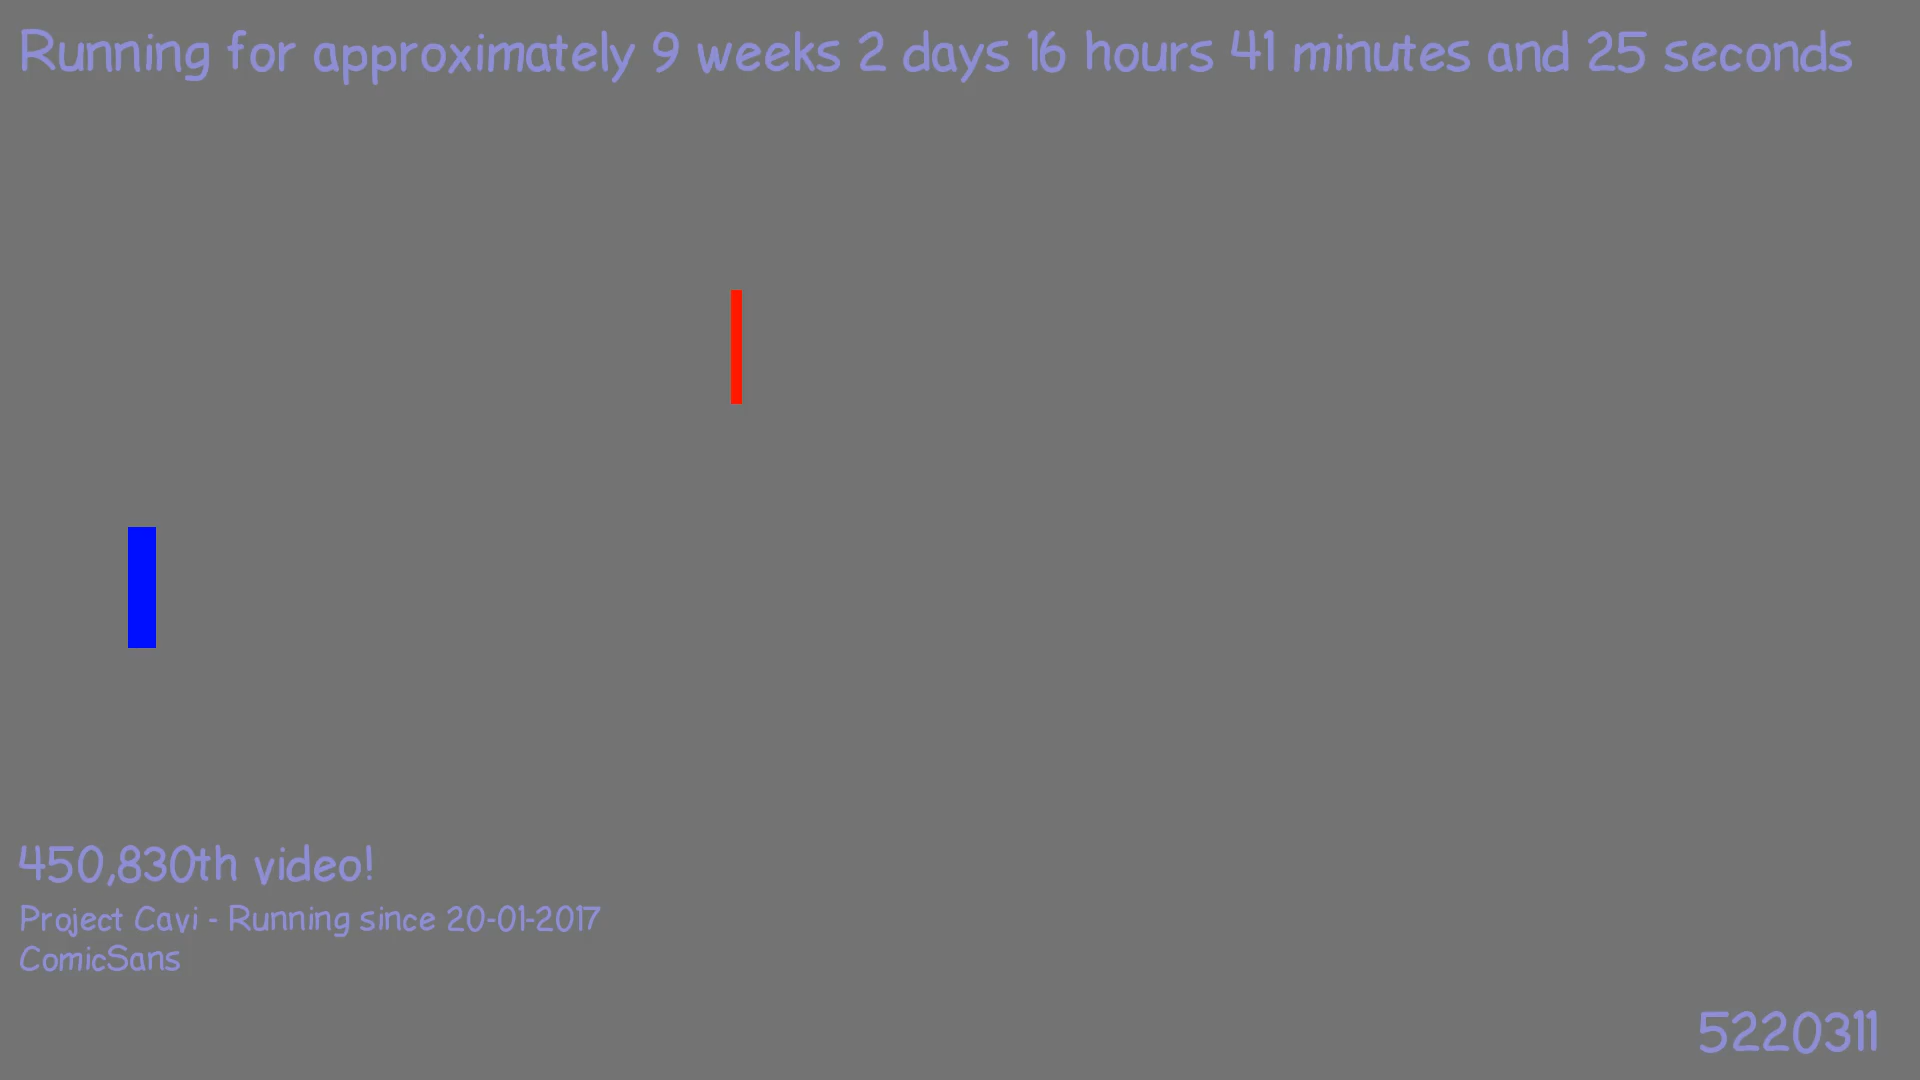 Running for approximately 9 weeks 2 days 16 hours 41 minutes and 25 seconds
450,830th video!
Project Cavi - Running since 20-01-2017
ComicSans
5220311